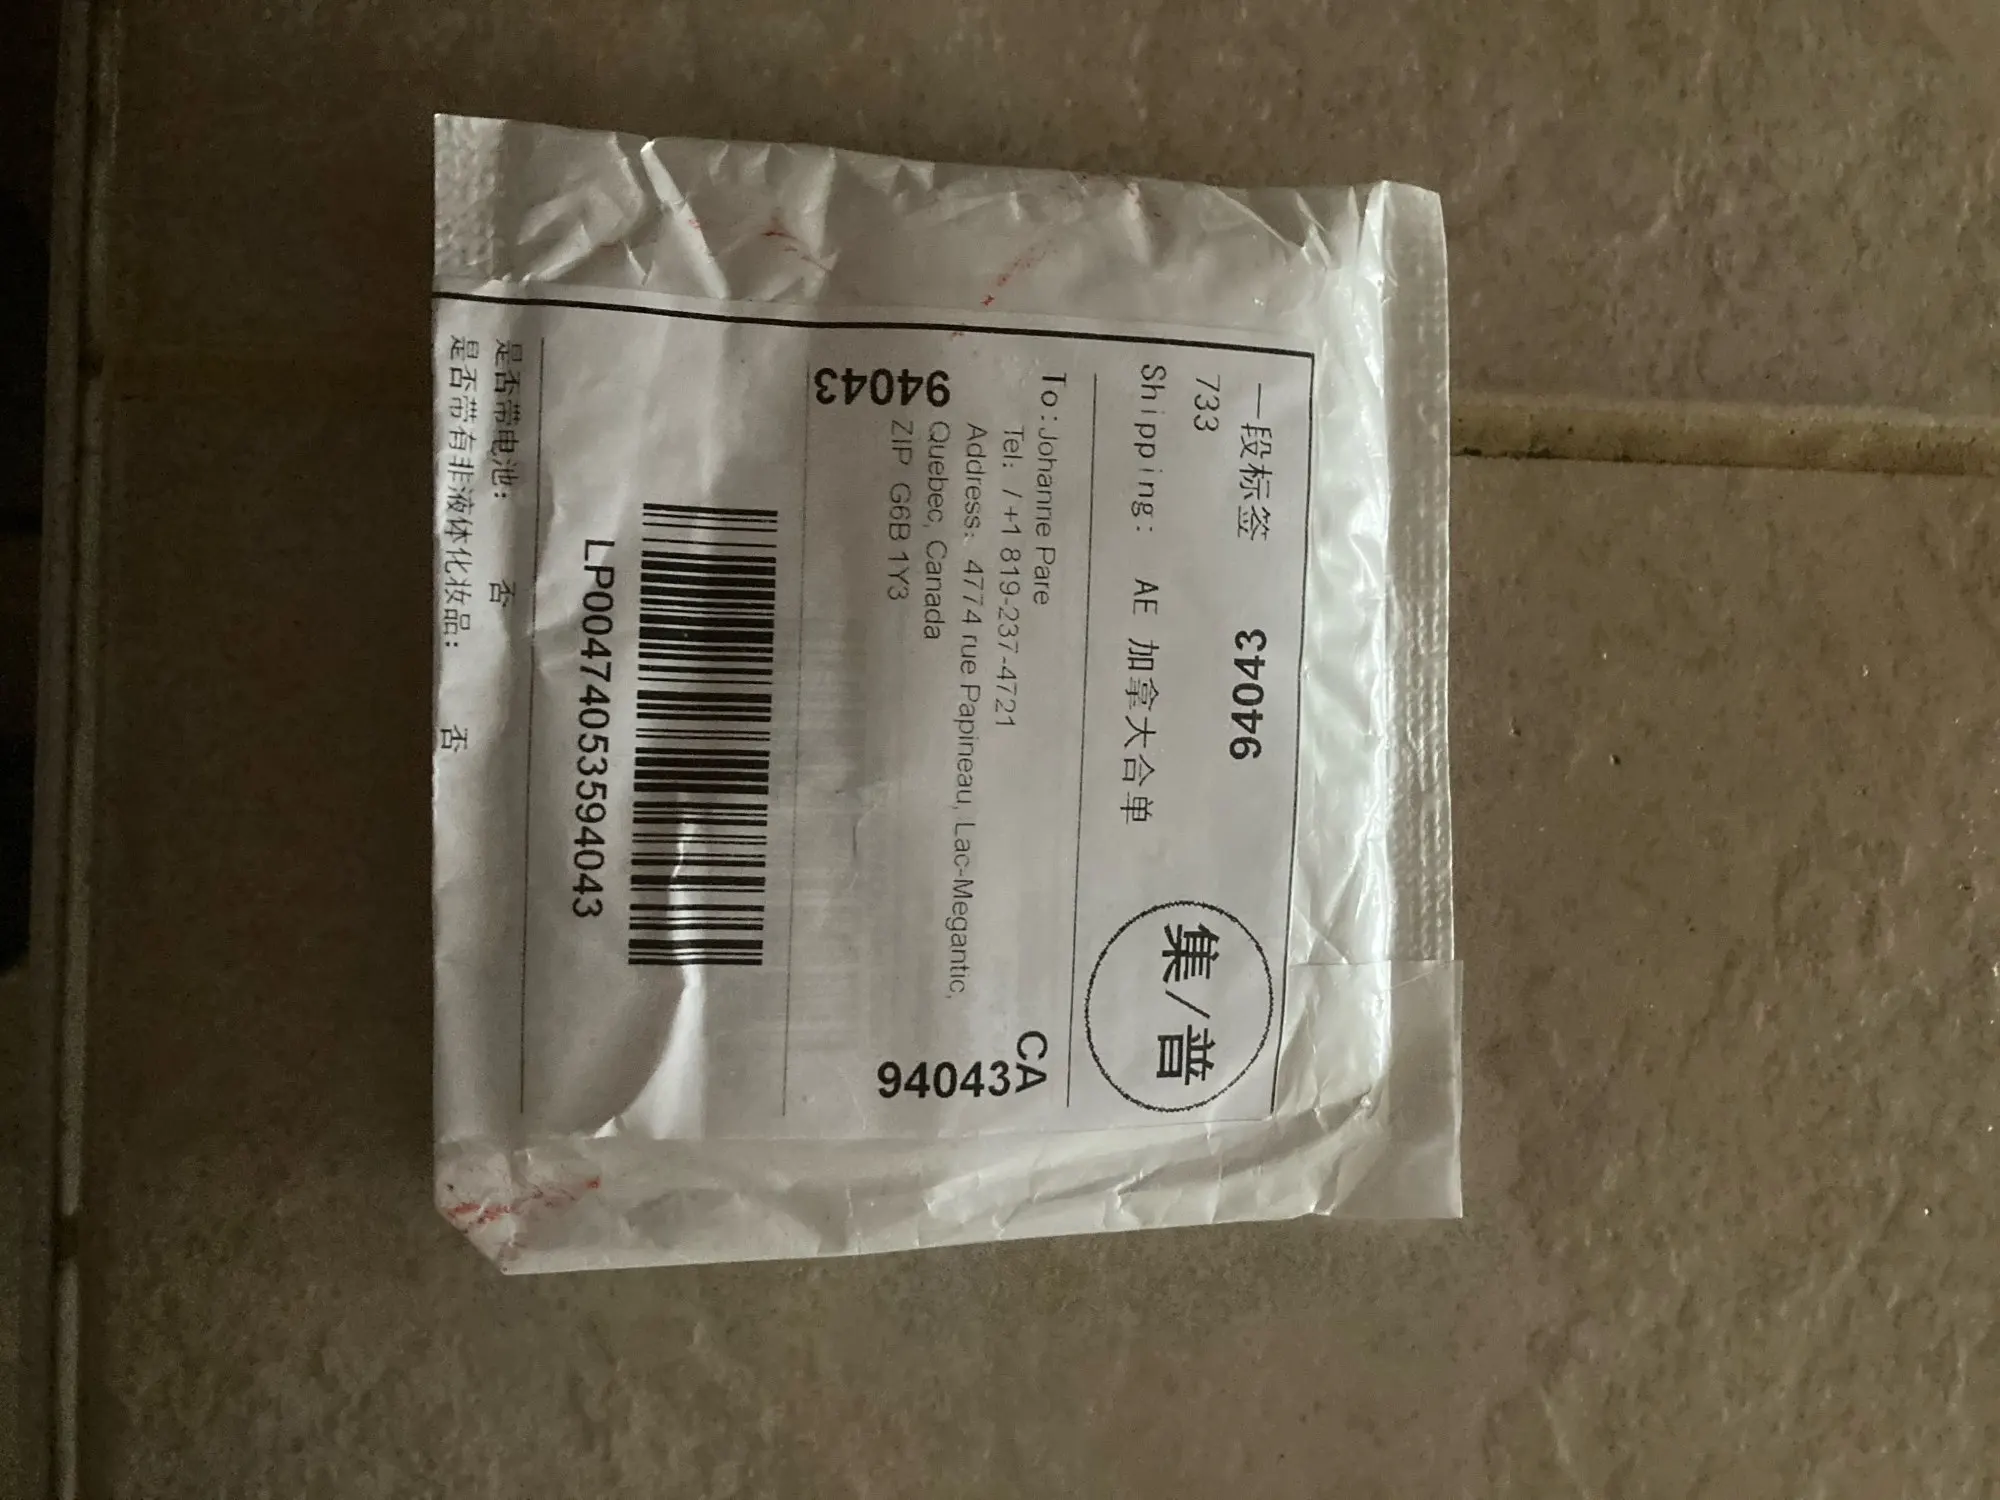 一段标签 94043
733
集/普
Shipping: AE 加拿大合单
To: Johanne Pare
CA
Tel: / +1 819-237-4721
94043A
Address: 4774 rue Papineau, Lac-Megantic,
Quebec, Canada
94043
ZIP G6B 1Y3
LP00474053594043
是否带电池: 否
是否带有非液体化妆品: 否